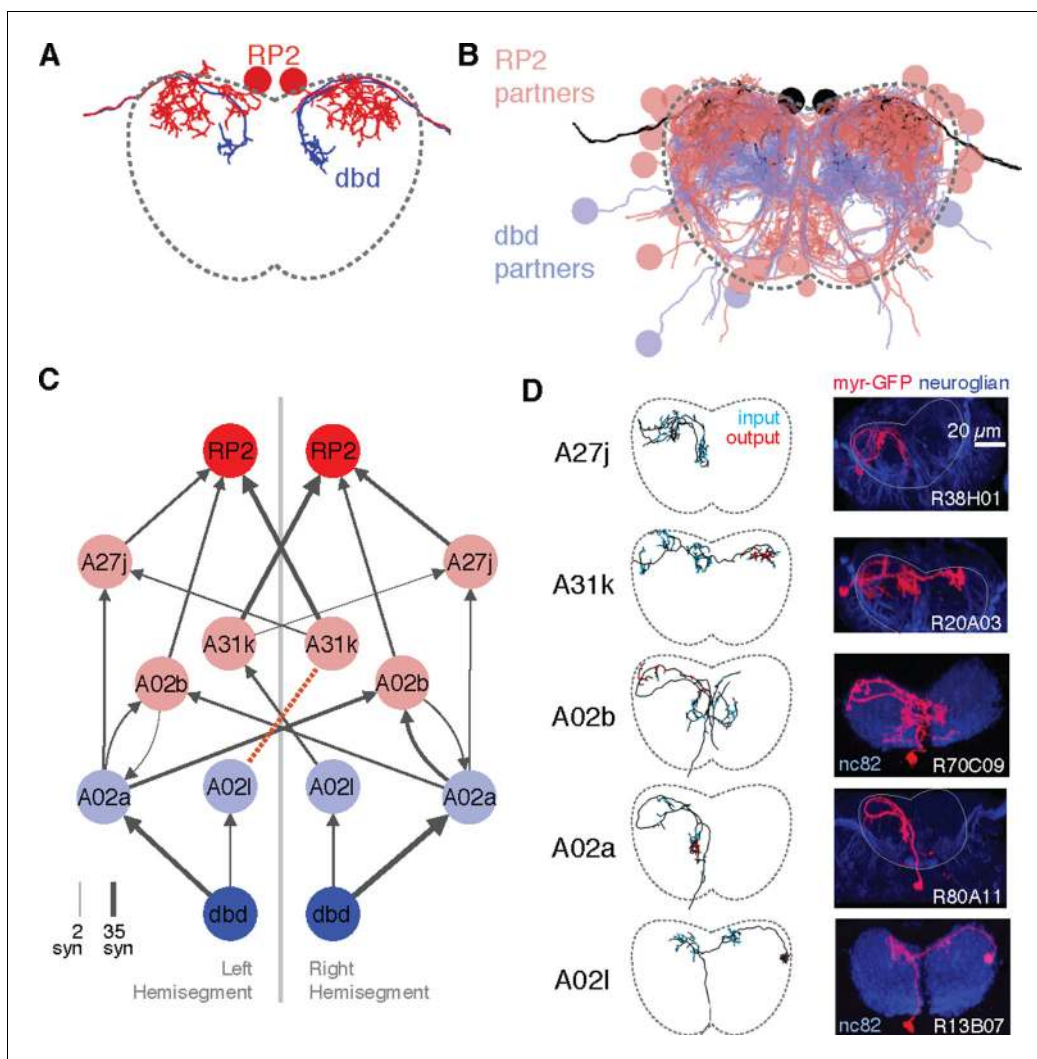 A
RP2
dbd
B
RP2
partners
dbd
partners
C
RP2
RP2
A27j
A27j
A31k
A31k
A02b
A02b
A02l
A02l
A02a
A02a
dbd
dbd
2
syn
35
syn
Left
Hemisegment
Right
Hemisegment
D
myr-GFP neuroglian
input
output
20 µm
A27j
R38H01
A31k
R20A03
A02b
nc82
R70C09
A02a
R80A11
A02l
nc82
R13B07